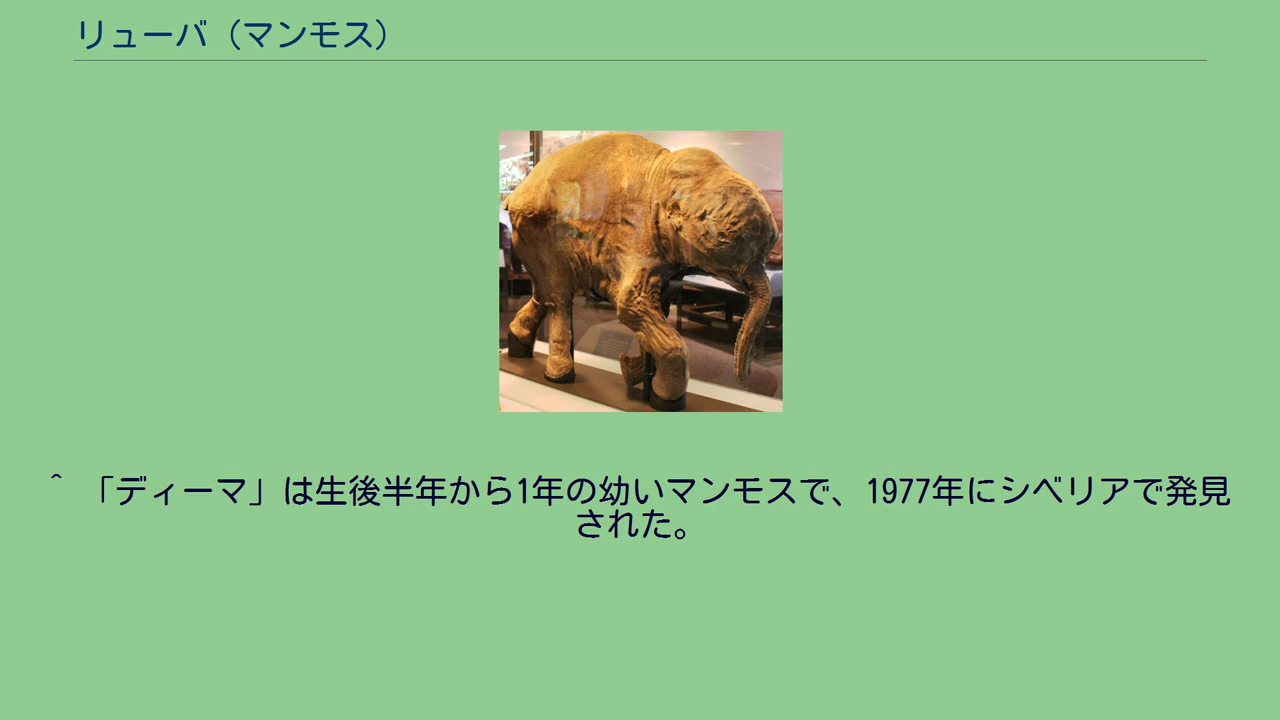 リューバ（マンモス）
^ 「ディーマ」は生後半年から1年の幼いマンモスで、1977年にシベリアで発見
された。